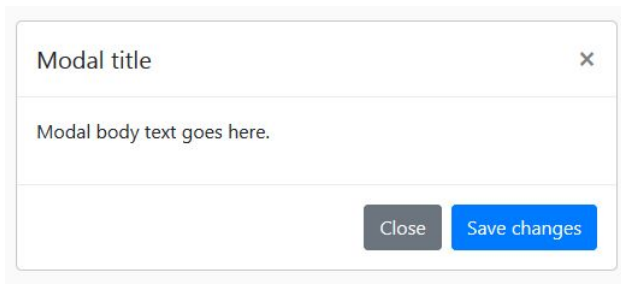 Modal title ×
Modal body text goes here.
Close Save changes